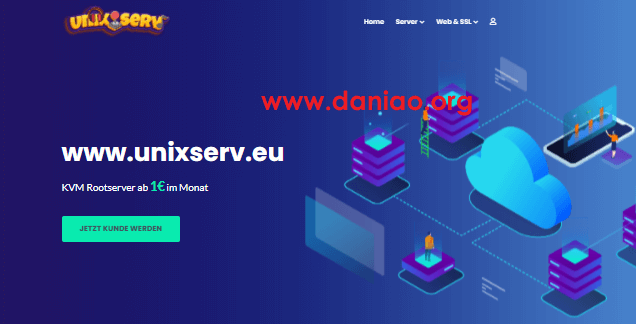 UNIXSERV
Home Server Web & SSL
www.daniao.org
www.unixserv.eu
KVM Rootserver ab 1€ im Monat
JETZT KUNDE WERDEN